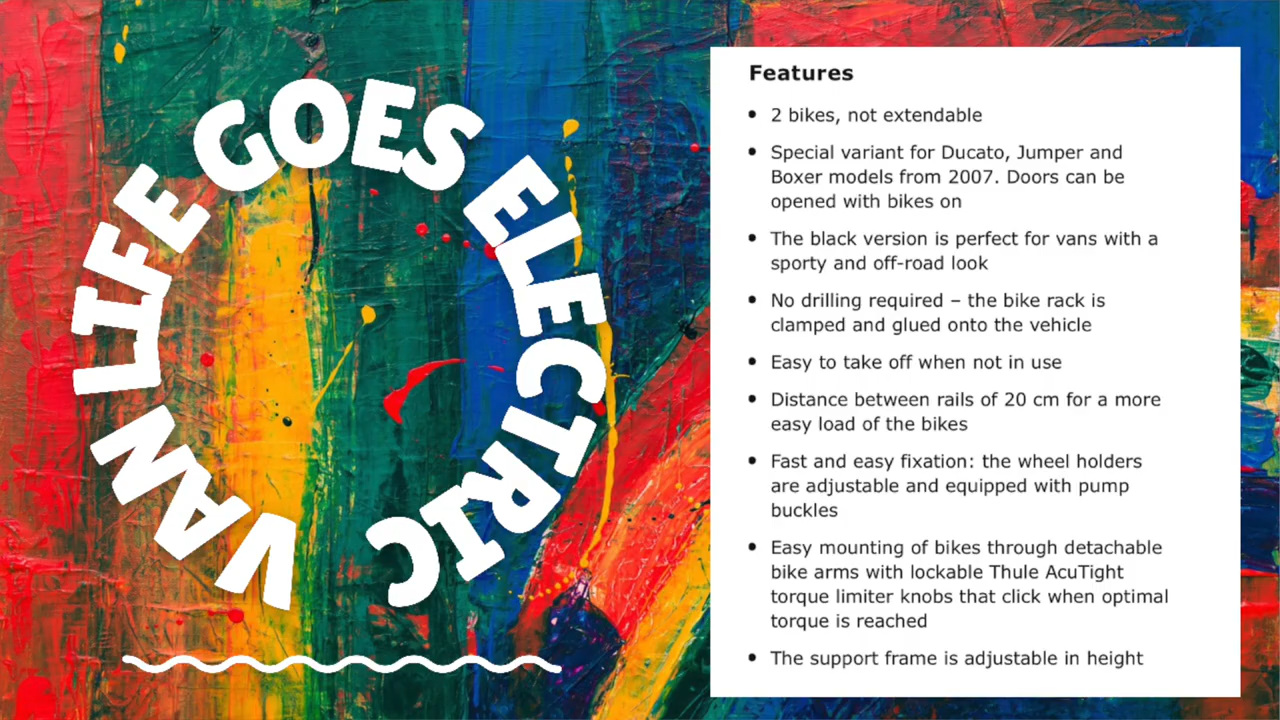 VAN LIFE GOES ELECTRIC
Features
• 2 bikes, not extendable
• Special variant for Ducato, Jumper and
Boxer models from 2007. Doors can be
opened with bikes on
• The black version is perfect for vans with a
sporty and off-road look
• No drilling required – the bike rack is
clamped and glued onto the vehicle
• Easy to take off when not in use
• Distance between rails of 20 cm for a more
easy load of the bikes
• Fast and easy fixation: the wheel holders
are adjustable and equipped with pump
buckles
• Easy mounting of bikes through detachable
bike arms with lockable Thule AcuTight
torque limiter knobs that click when optimal
torque is reached
• The support frame is adjustable in height